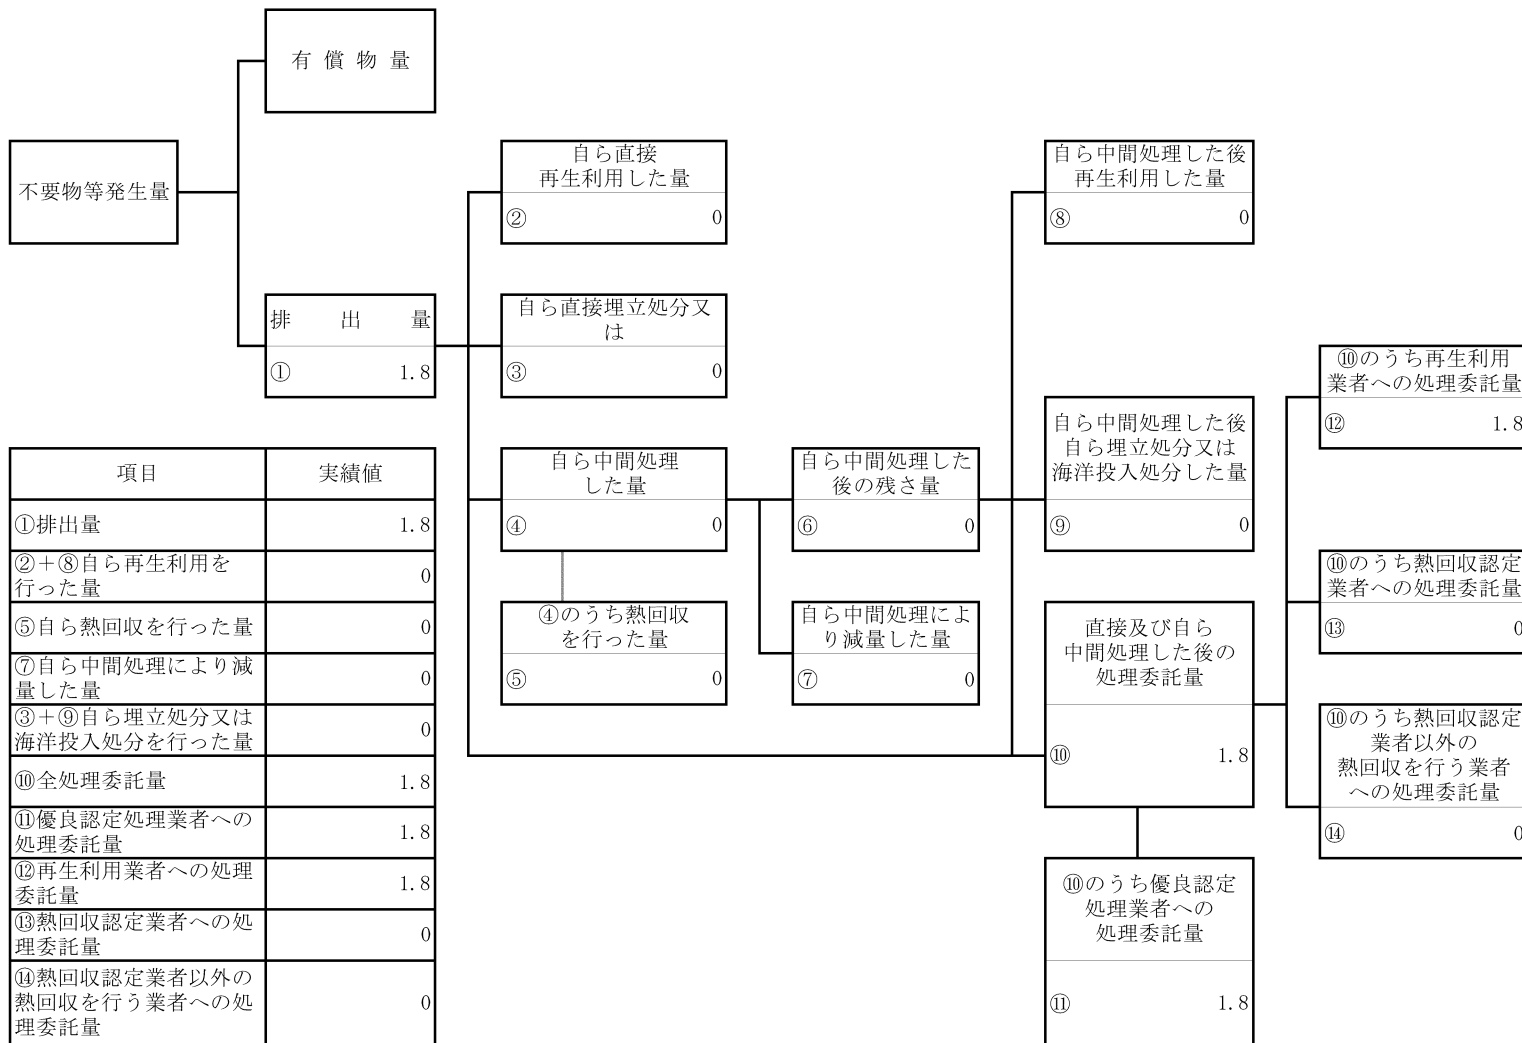 有償物量
不要物等発生量
自ら直接
再生利用した量
② 0
自ら中間処理した後
再生利用した量
⑧ 0
排出量
① 1.8
自ら直接埋立処分又
は
③ 0
⑩のうち再生利用
業者への処理委託量
⑫ 1.8
自ら中間処理した後
自ら埋立処分又は
海洋投入処分した量
⑨ 0
自ら中間処理
した量
④ 0
自ら中間処理した
後の残さ量
⑥ 0
④のうち熱回収
を行った量
⑤ 0
自ら中間処理によ
り減量した量
⑦ 0
直接及び自ら
中間処理した後の
処理委託量
⑩ 1.8
⑩のうち熱回収認定
業者への処理委託量
⑬ 0
⑩のうち熱回収認定
業者以外の
熱回収を行う業者
への処理委託量
⑭ 0
⑩のうち優良認定
処理業者への
処理委託量
⑪ 1.8
項目 実績値
①排出量 1.8
②+⑧自ら再生利用を
行った量 0
⑤自ら熱回収を行った量 0
⑦自ら中間処理により減
量した量 0
③+⑨自ら埋立処分又は
海洋投入処分を行った量 0
⑩全処理委託量 1.8
⑪優良認定処理業者への
処理委託量 1.8
⑫再生利用業者への処理
委託量 1.8
⑬熱回収認定業者への処
理委託量 0
⑭熱回収認定業者以外の
熱回収を行う業者への処
理委託量 0